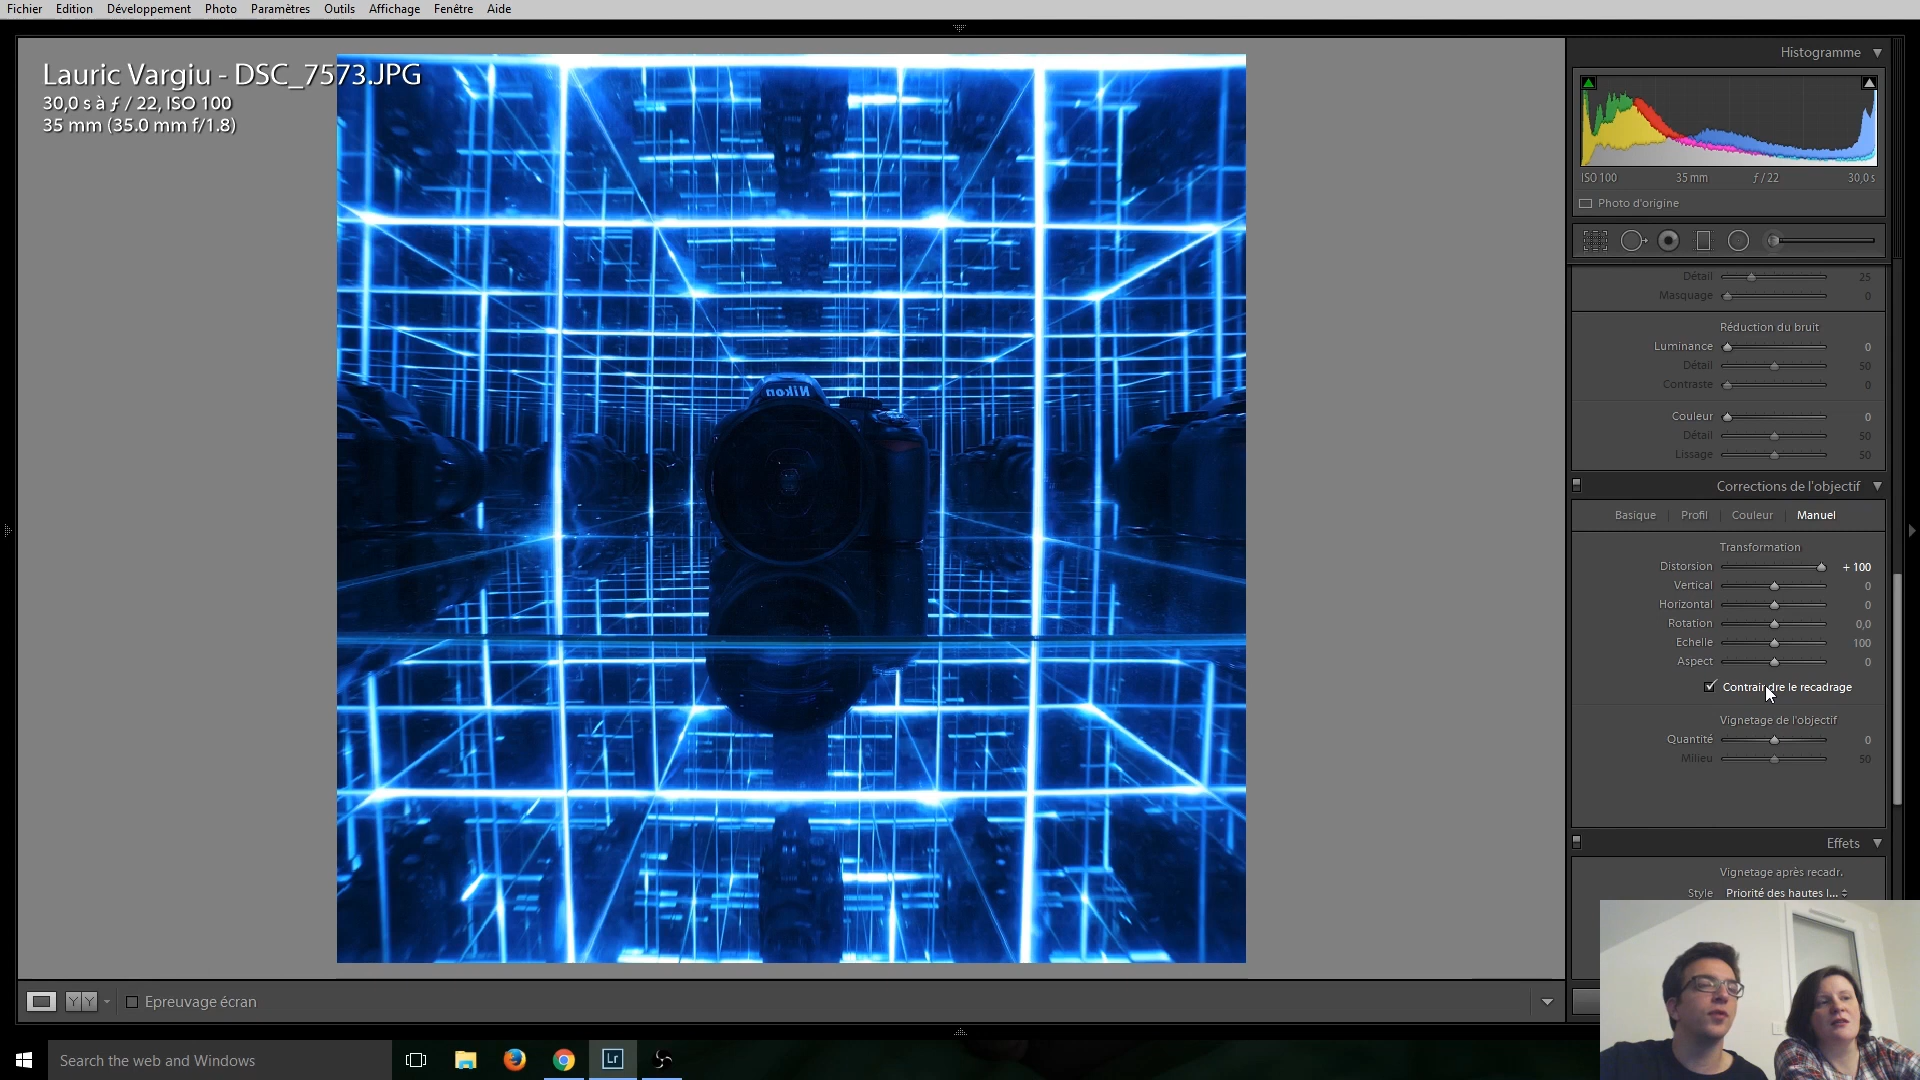 Fichier Edition Développement Photo Paramètres Outils Affichage Fenêtre Aide
Lauric Vargiu - DSC_7573.JPG
30,0 s à ƒ / 22, ISO 100
35 mm (35.0 mm f/1.8)
Nikon
Histogramme
ISO 100 35 mm ƒ / 22 30,0 s
Photo d'origine
Détail 25
Masquage 0
Réduction du bruit
Luminance 0
Détail 50
Contraste 0
Couleur 0
Détail 50
Lissage 50
Corrections de l'objectif
Basique Profil Couleur Manuel
Transformation
Distorsion + 100
Vertical 0
Horizontal 0
Rotation 0,0
Echelle 100
Aspect 0
Contraindre le recadrage
Vignetage de l'objectif
Quantité 0
Milieu 50
Effets
Vignetage après recadr.
Style Priorité des hautes l...
Y Y Epreuvage écran
Search the web and Windows
Lr